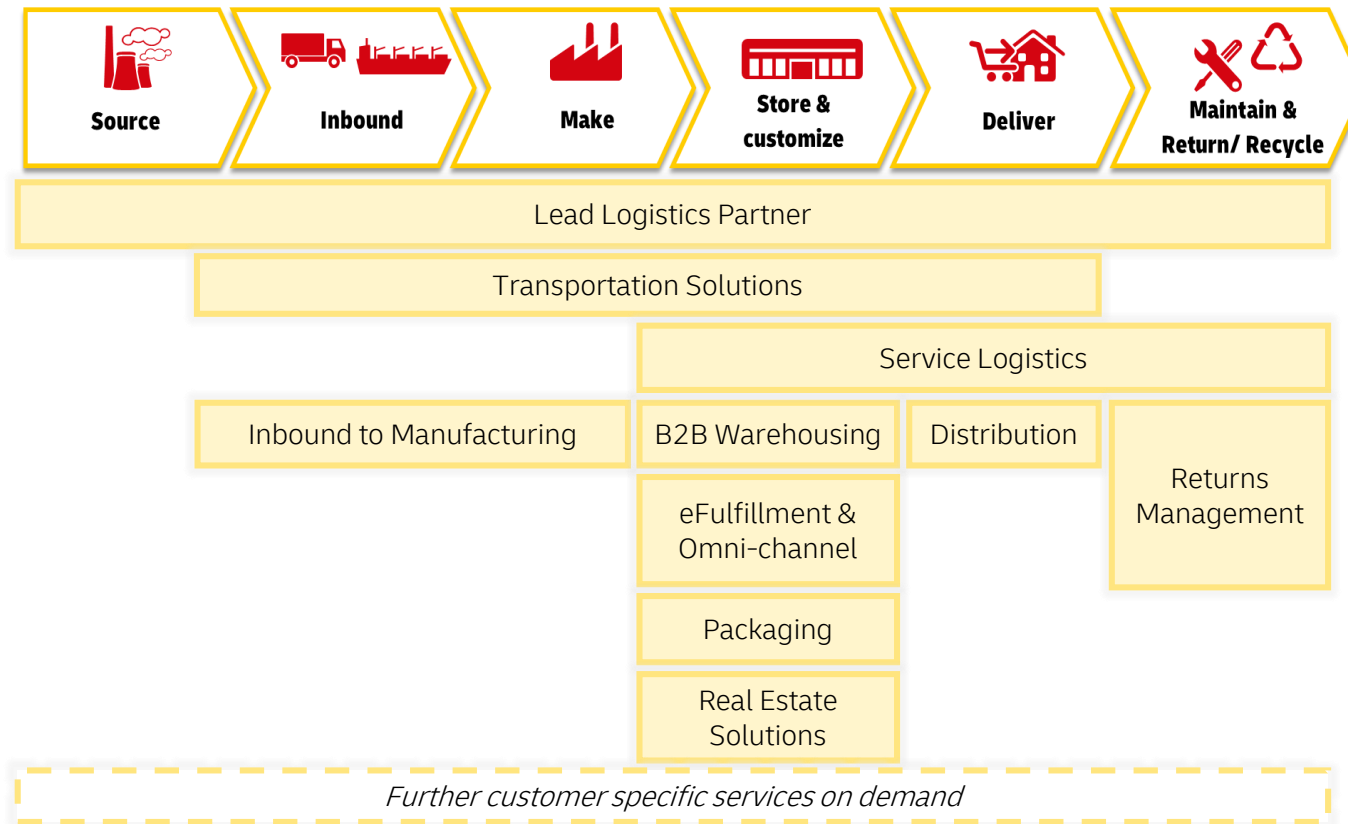 Source
Inbound
Make
Store &
customize
Deliver
Maintain &
Return/ Recycle
Lead Logistics Partner
Transportation Solutions
Service Logistics
Inbound to Manufacturing
B2B Warehousing
Distribution
Returns
Management
eFulfillment &
Omni-channel
Packaging
Real Estate
Solutions
Further customer specific services on demand